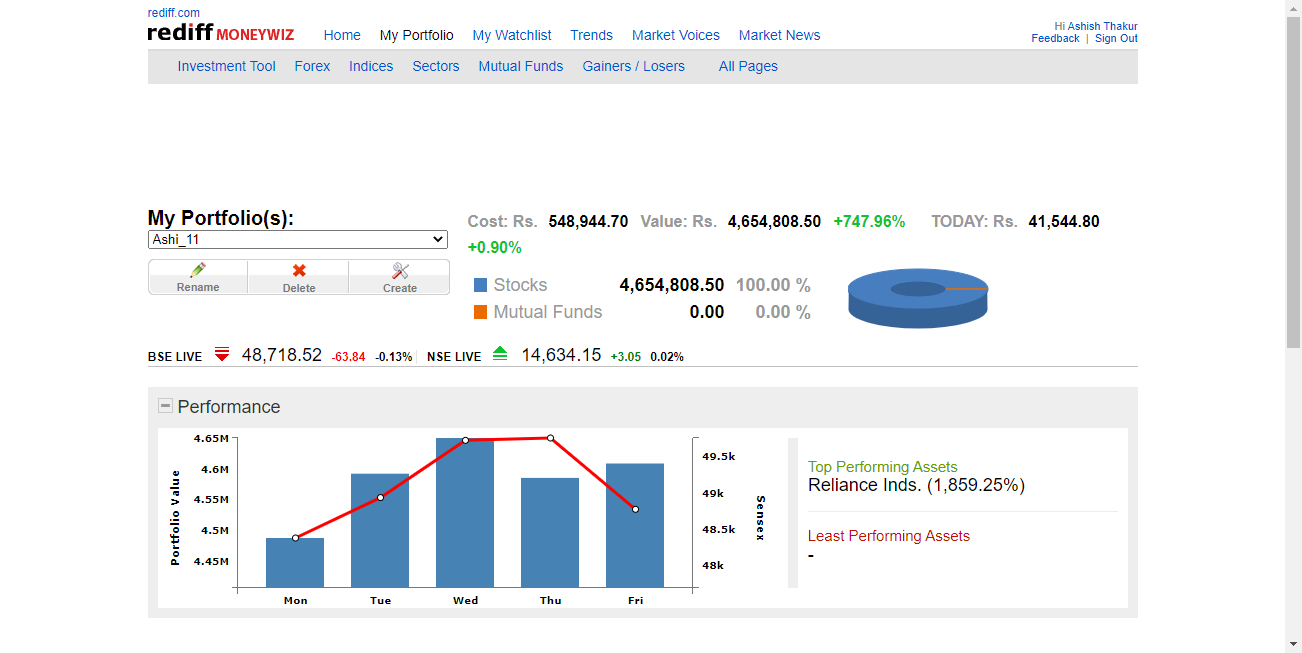 rediff.com
rediff MONEYWIZ Home My Portfolio My Watchlist Trends Market Voices Market News
Hi Ashish Thakur
Feedback | Sign Out
Investment Tool Forex Indices Sectors Mutual Funds Gainers / Losers All Pages
My Portfolio(s):
Ashi_11
Rename Delete Create
Cost: Rs. 548,944.70 Value: Rs. 4,654,808.50 +747.96% TODAY: Rs. 41,544.80
+0.90%
Stocks 4,654,808.50 100.00 %
Mutual Funds 0.00 0.00 %
BSE LIVE 48,718.52 -63.84 -0.13% NSE LIVE 14,634.15 +3.05 0.02%
Performance
Portfolio Value
4.65M
4.6M
4.55M
4.5M
4.45M
Mon Tue Wed Thu Fri
49.5k
49k
48.5k
48k
Sensex
Top Performing Assets
Reliance Inds. (1,859.25%)
Least Performing Assets
-